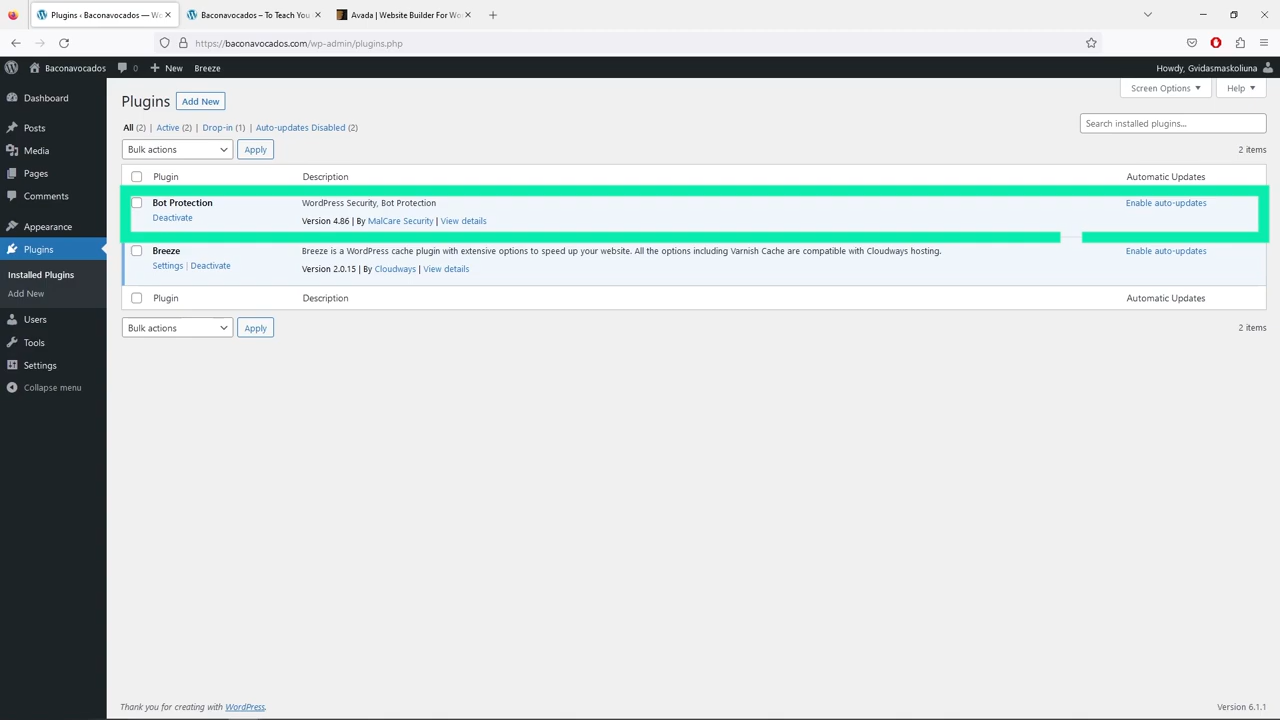 Plugins ‹ Baconavocados — Wo
Baconavocados – To Teach You
Avada | Website Builder For Wor
https://baconavocados.com/wp-admin/plugins.php
Baconavocados
0
New
Breeze
Howdy, Gvidasmaskoliuna
Dashboard
Posts
Media
Pages
Comments
Appearance
Plugins
Installed Plugins
Add New
Users
Tools
Settings
Collapse menu
Plugins
Add New
Screen Options
Help
All (2) | Active (2) | Drop-in (1) | Auto-updates Disabled (2)
Search installed plugins...
Bulk actions
Apply
2 items
Plugin
Description
Automatic Updates
Bot Protection
WordPress Security, Bot Protection
Enable auto-updates
Deactivate
Version 4.86 | By MalCare Security | View details
Breeze
Breeze is a WordPress cache plugin with extensive options to speed up your website. All the options including Varnish Cache are compatible with Cloudways hosting.
Enable auto-updates
Settings | Deactivate
Version 2.0.15 | By Cloudways | View details
Plugin
Description
Automatic Updates
Bulk actions
Apply
2 items
Thank you for creating with WordPress.
Version 6.1.1